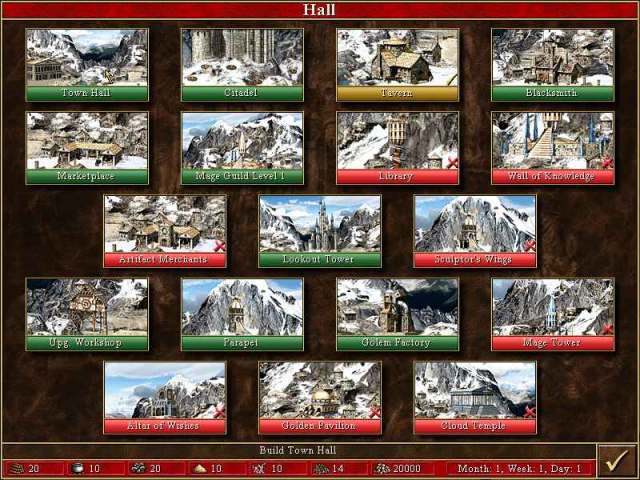 Hall
Town Hall
Citadel
Tavern
Blacksmith
Marketplace
Mage Guild Level 1
Library
Wall of Knowledge
Artifact Merchants
Lookout Tower
Sculptor's Wings
Upg. Workshop
Parapet
Golem Factory
Mage Tower
Altar of Wishes
Golden Pavilion
Cloud Temple
Build Town Hall
20 10 20 10 10 14 20000 Month: 1, Week: 1, Day: 1